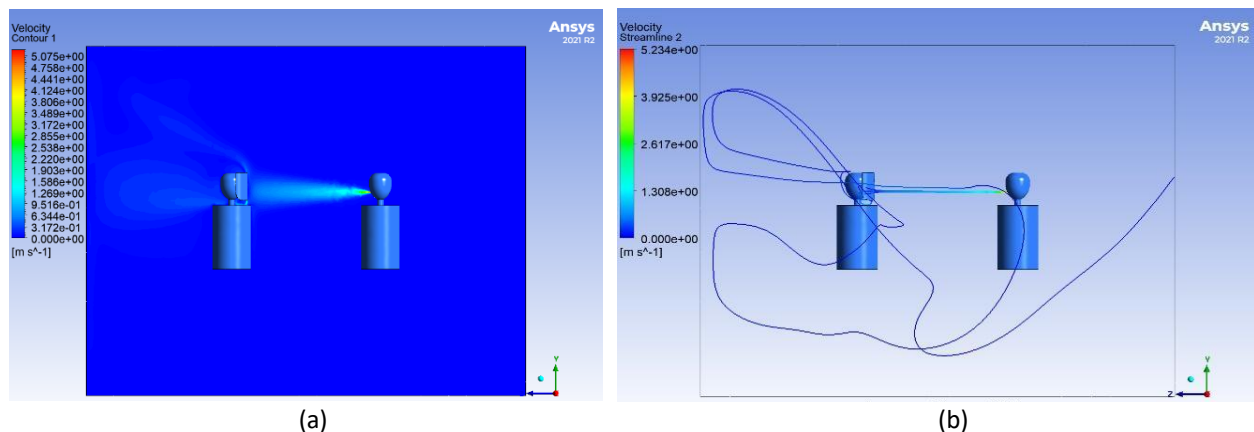 Velocity
Contour 1
5.075e+00
4.758e+00
4.441e+00
4.124e+00
3.806e+00
3.489e+00
3.172e+00
2.855e+00
2.538e+00
2.220e+00
1.903e+00
1.586e+00
1.269e+00
9.516e-01
6.344e-01
3.172e-01
0.000e+00
[m s^-1]
Ansys
2021 R2
Y
Z
(a)
Velocity
Streamline 2
5.234e+00
3.925e+00
2.617e+00
1.308e+00
0.000e+00
[m s^-1]
Ansys
2021 R2
Y
Z
(b)